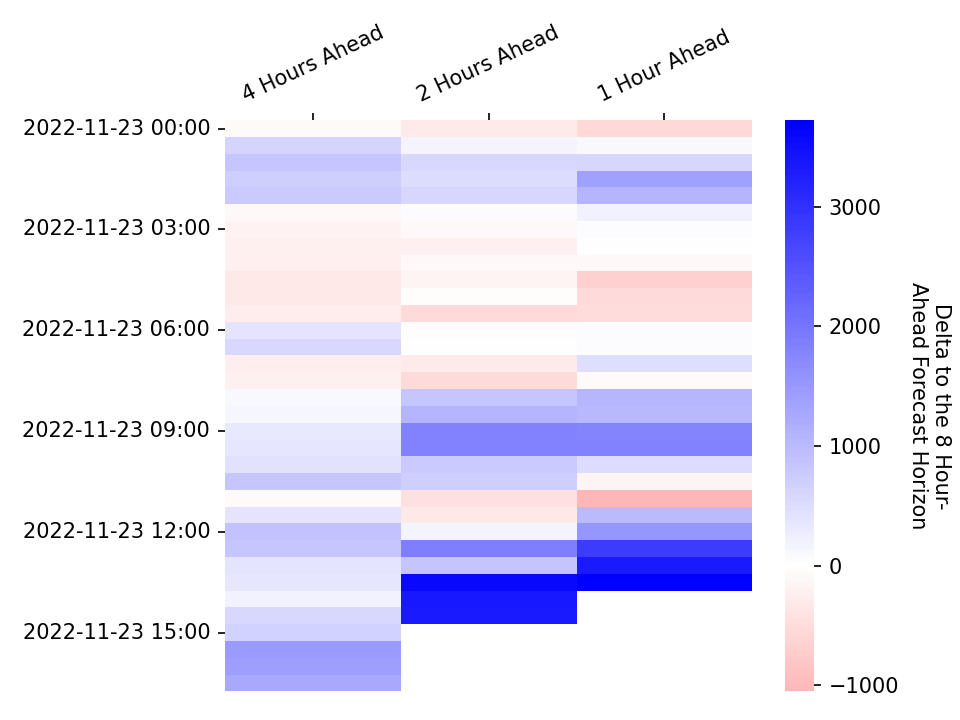 4 Hours Ahead
2 Hours Ahead
1 Hour Ahead
2022-11-23 00:00
2022-11-23 03:00
2022-11-23 06:00
2022-11-23 09:00
2022-11-23 12:00
2022-11-23 15:00
3000
2000
1000
0
−1000
Delta to the 8 Hour-
Ahead Forecast Horizon